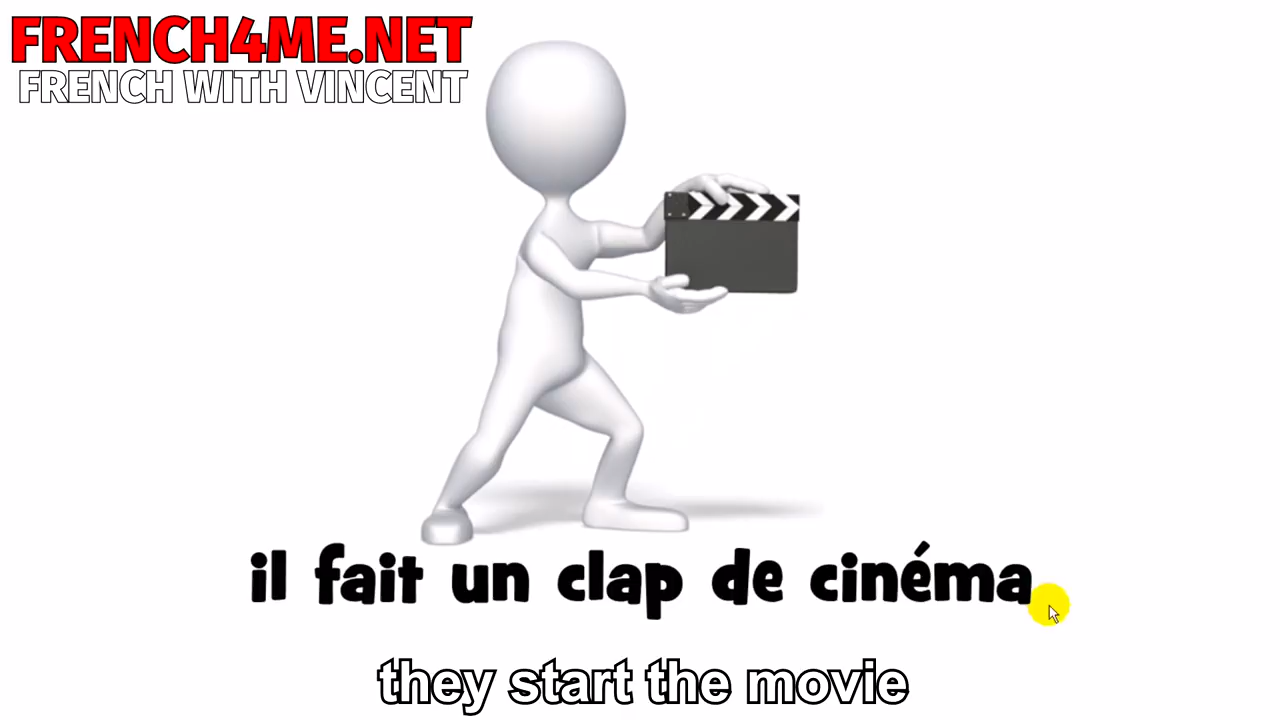 FRENCH4ME.NET
FRENCH WITH VINCENT
il fait un clap de cinéma
they start the movie